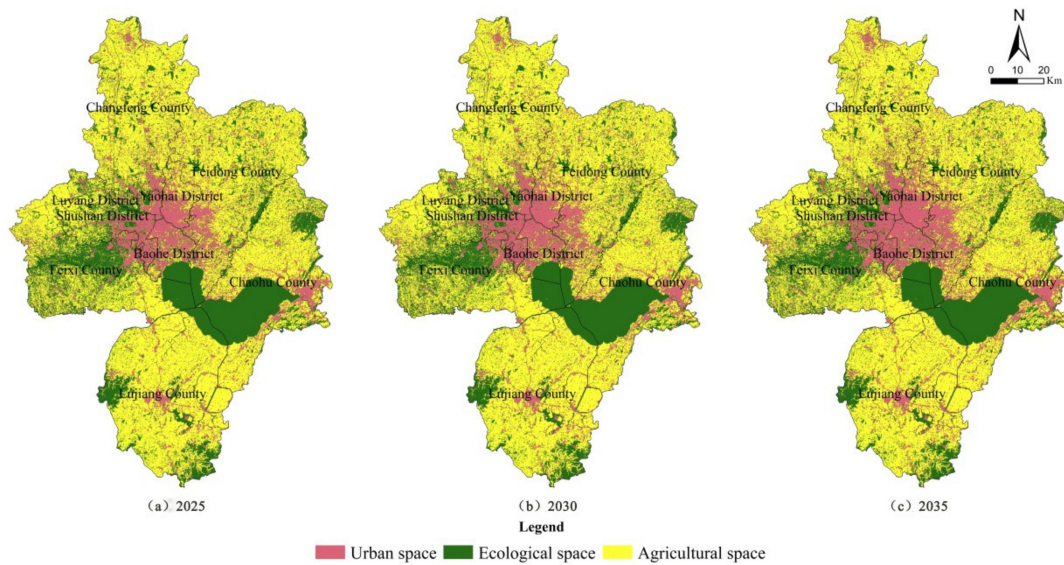 N
0 10 20
Km
Changfeng County
Feidong County
Yaohai District
Luyang District
Shushan District
Baohe District
Feixi County
Chaohu County
Lujiang County
Changfeng County
Feidong County
Yaohai District
Luyang District
Shushan District
Baohe District
Feixi County
Chaohu County
Lujiang County
Changfeng County
Feidong County
Yaohai District
Luyang District
Shushan District
Baohe District
Feixi County
Chaohu County
Lujiang County
（a）2025 （b）2030 （c）2035
Legend
Urban space Ecological space Agricultural space